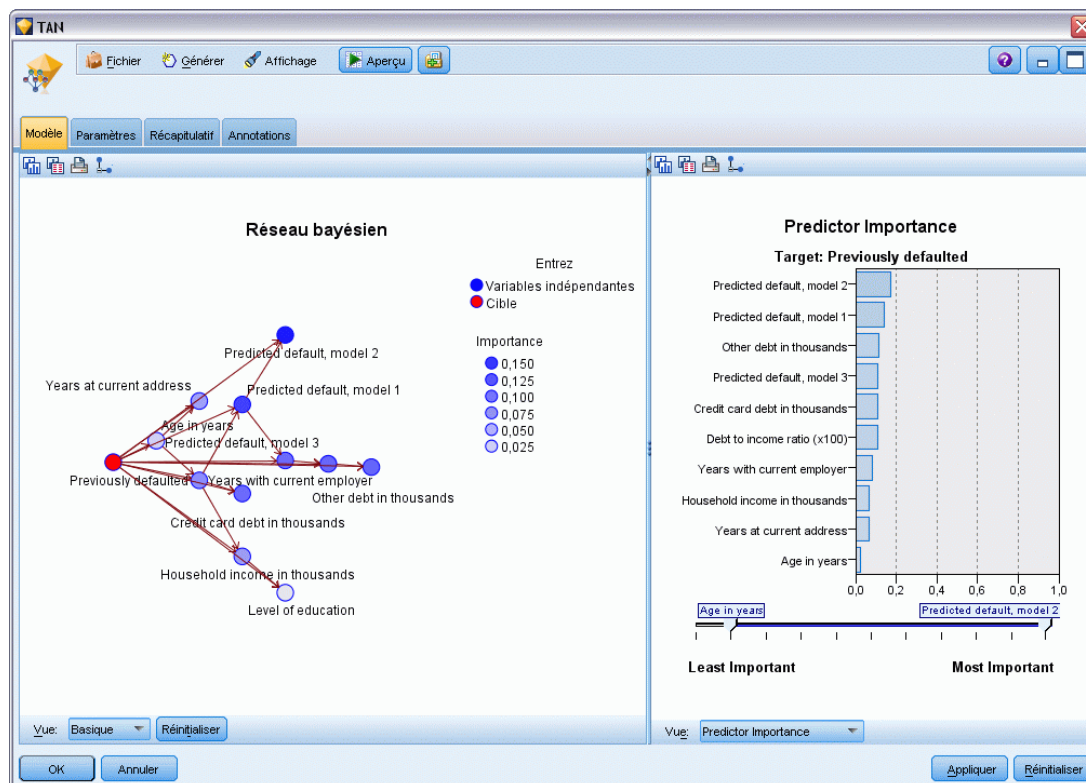 TAN
Fichier Générer Affichage Aperçu
Modèle Paramètres Récapitulatif Annotations
Réseau bayésien
Entrez
Variables indépendantes
Cible
Importance
0,150
0,125
0,100
0,075
0,050
0,025
Predicted default, model 2
Years at current address
Predicted default, model 1
Age in years
Predicted default, model 3
Previously defaulted
Years with current employer
Other debt in thousands
Credit card debt in thousands
Household income in thousands
Level of education
Vue: Basique Réinitialiser
Predictor Importance
Target: Previously defaulted
Predicted default, model 2
Predicted default, model 1
Other debt in thousands
Predicted default, model 3
Credit card debt in thousands
Debt to income ratio (x100)
Years with current employer
Household income in thousands
Years at current address
Age in years
0,0 0,2 0,4 0,6 0,8 1,0
Age in years Predicted default, model 2
Least Important Most Important
Vue: Predictor Importance
OK Annuler Appliquer Réinitialiser